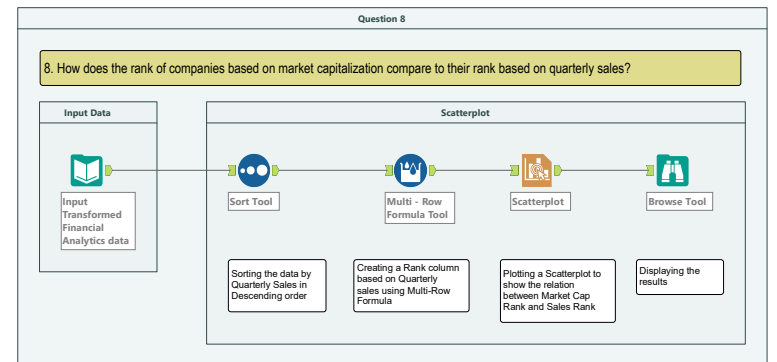 Question 8
8. How does the rank of companies based on market capitalization compare to their rank based on quarterly sales?
Input Data
Input
Transformed
Financial
Analytics data
Scatterplot
Sort Tool
Multi - Row
Formula Tool
Scatterplot
Browse Tool
Sorting the data by
Quarterly Sales in
Descending order
Creating a Rank column
based on Quarterly
sales using Multi-Row
Formula
Plotting a Scatterplot to
show the relation
between Market Cap
Rank and Sales Rank
Displaying the
results